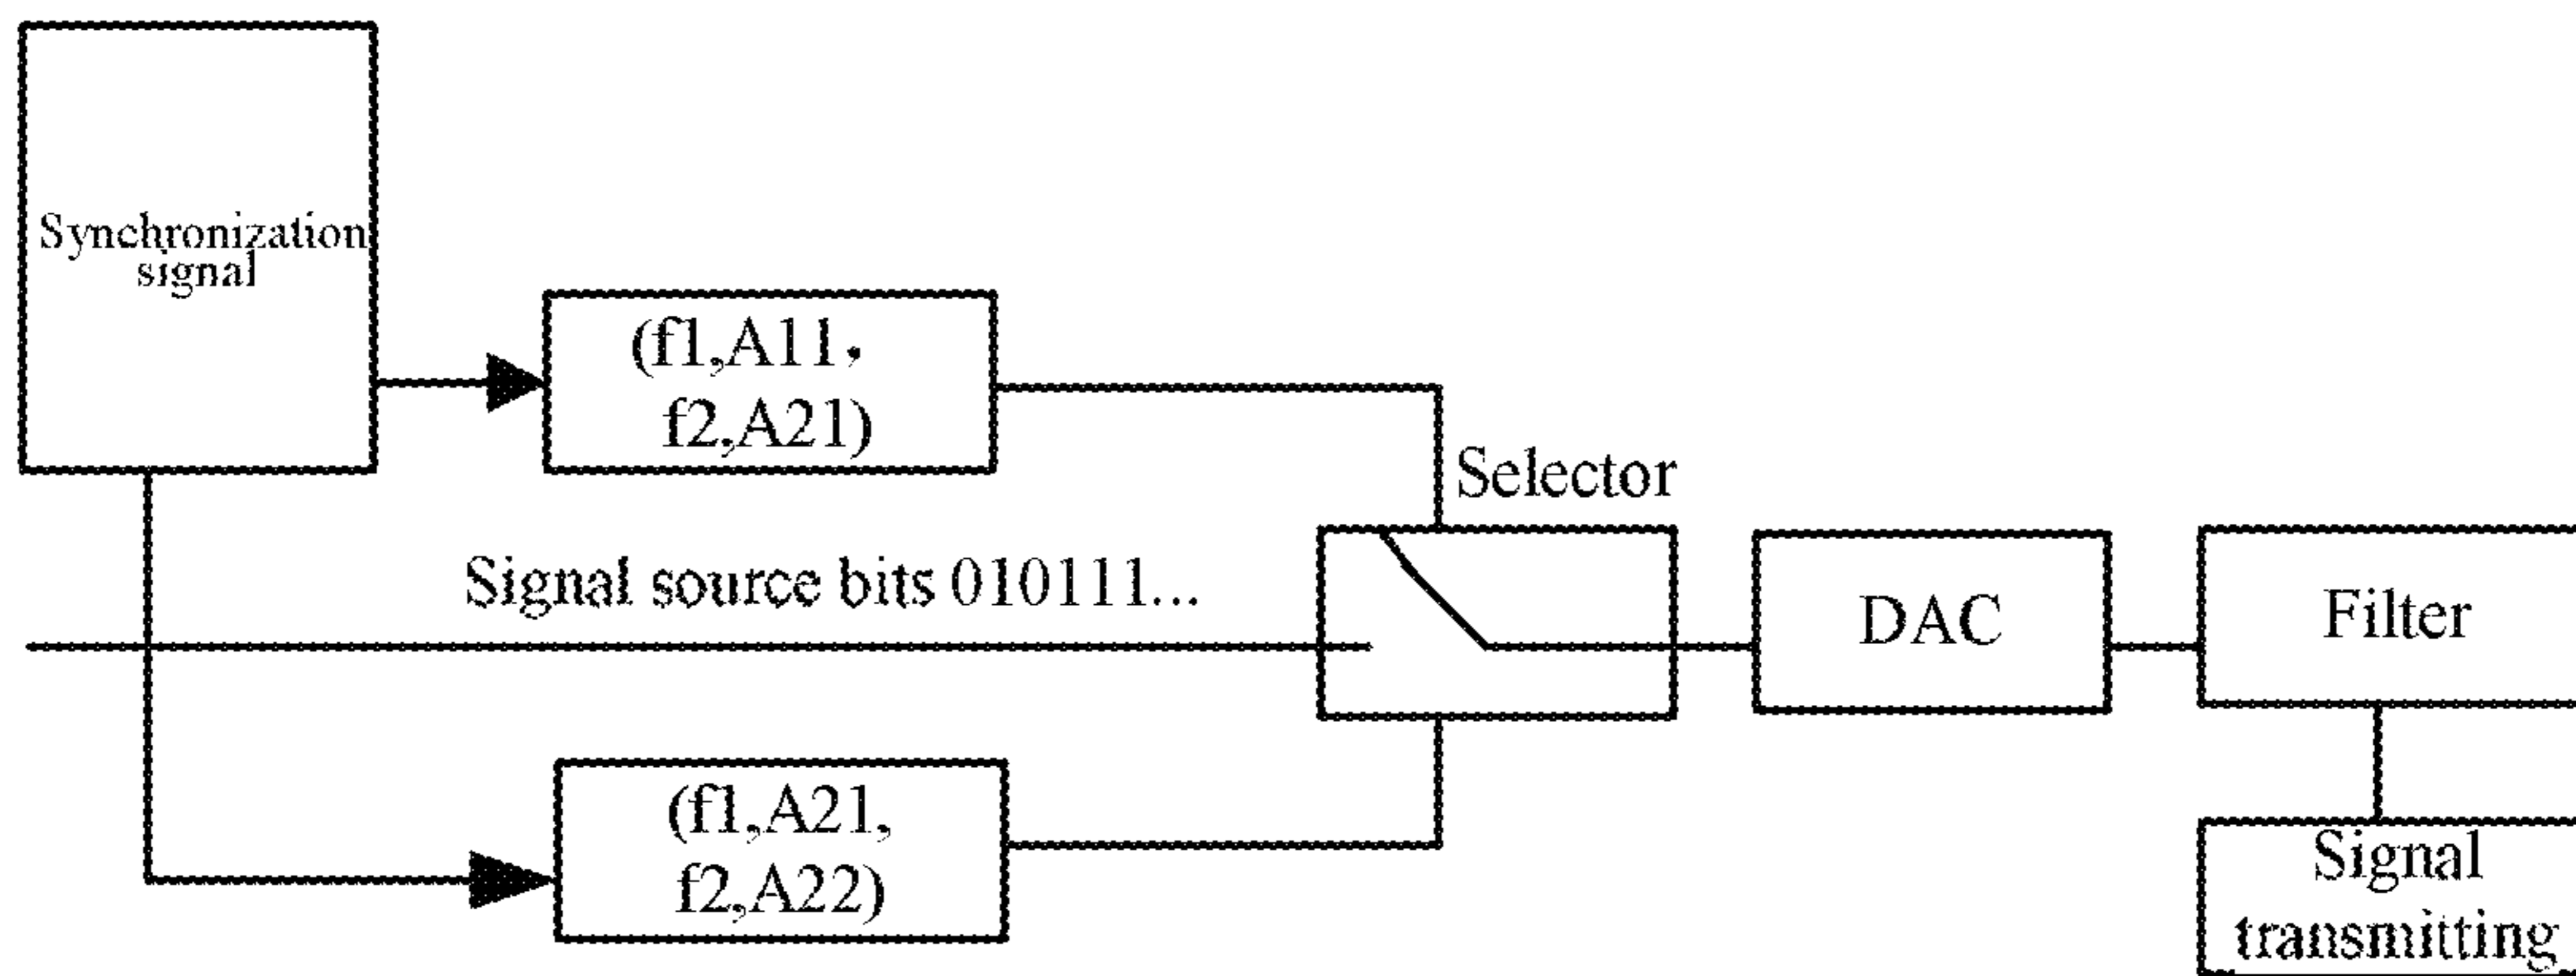 Synchronization
signal
(f1,A11,
f2,A21)
Selector
Signal source bits 010111...
DAC
Filter
(f1,A21,
f2,A22)
Signal
transmitting